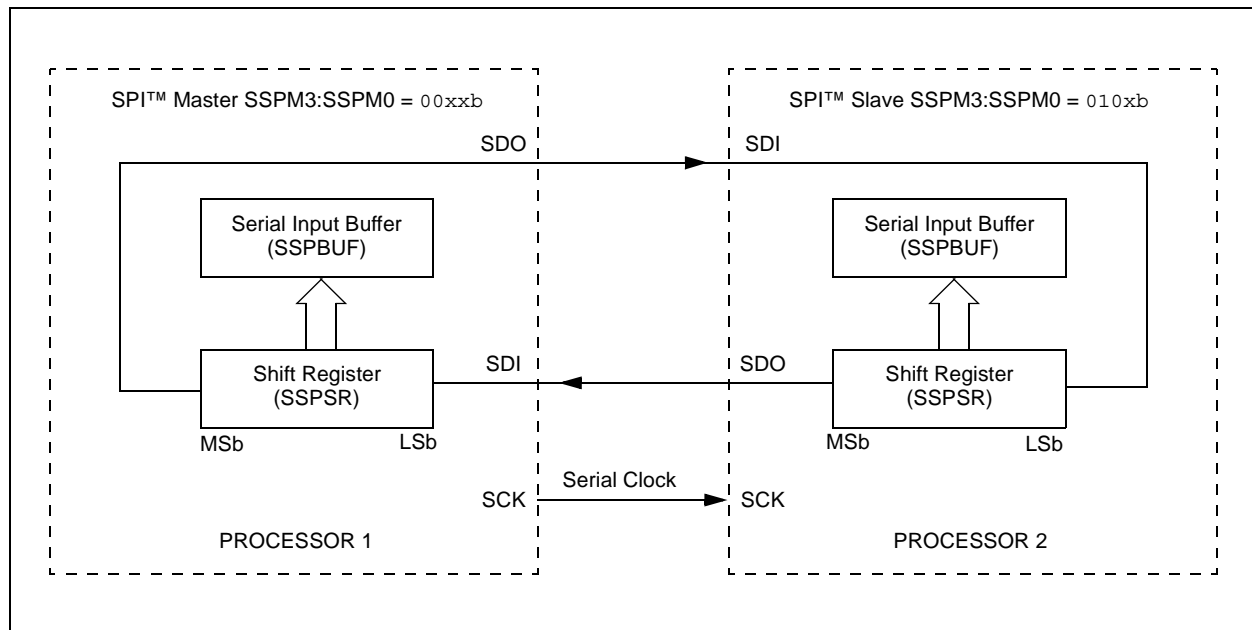 SPI™ Master SSPM3:SSPM0 = 00xxb
SPI™ Slave SSPM3:SSPM0 = 010xb
SDO
SDI
Serial Input Buffer
(SSPBUF)
Serial Input Buffer
(SSPBUF)
SDI
SDO
Shift Register
(SSPSR)
Shift Register
(SSPSR)
MSb
LSb
MSb
LSb
Serial Clock
SCK
SCK
PROCESSOR 1
PROCESSOR 2